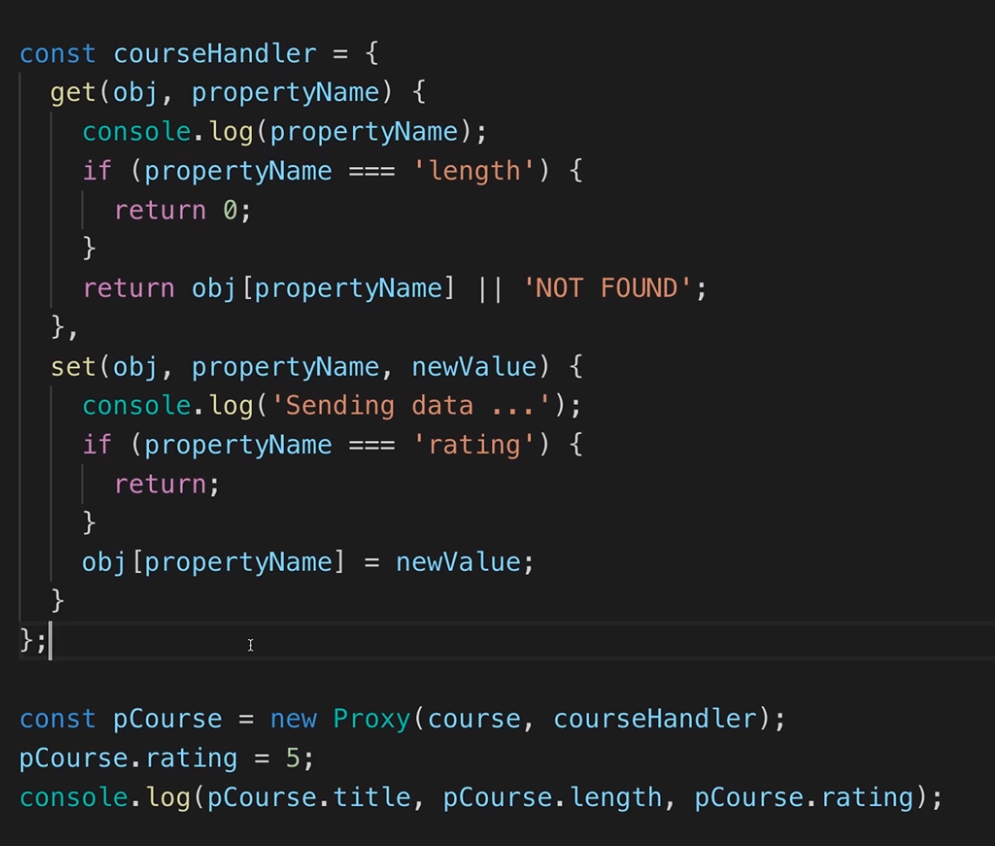 const courseHandler = {
  get(obj, propertyName) {
    console.log(propertyName);
    if (propertyName === 'length') {
      return 0;
    }
    return obj[propertyName] || 'NOT FOUND';
  },
  set(obj, propertyName, newValue) {
    console.log('Sending data ...');
    if (propertyName === 'rating') {
      return;
    }
    obj[propertyName] = newValue;
  }
};

const pCourse = new Proxy(course, courseHandler);
pCourse.rating = 5;
console.log(pCourse.title, pCourse.length, pCourse.rating);